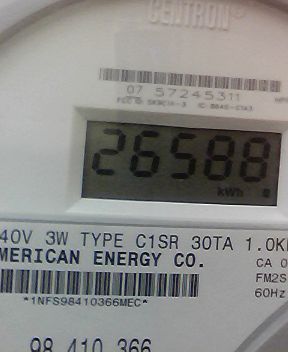 CENTRON®
07 57245311
26588
kWh
40V 3W TYPE C1SR 30TA 1.0K
MERICAN ENERGY CO.
CA 0
FM2S
*1NFS98410366MEC*
60Hz
98 410 366